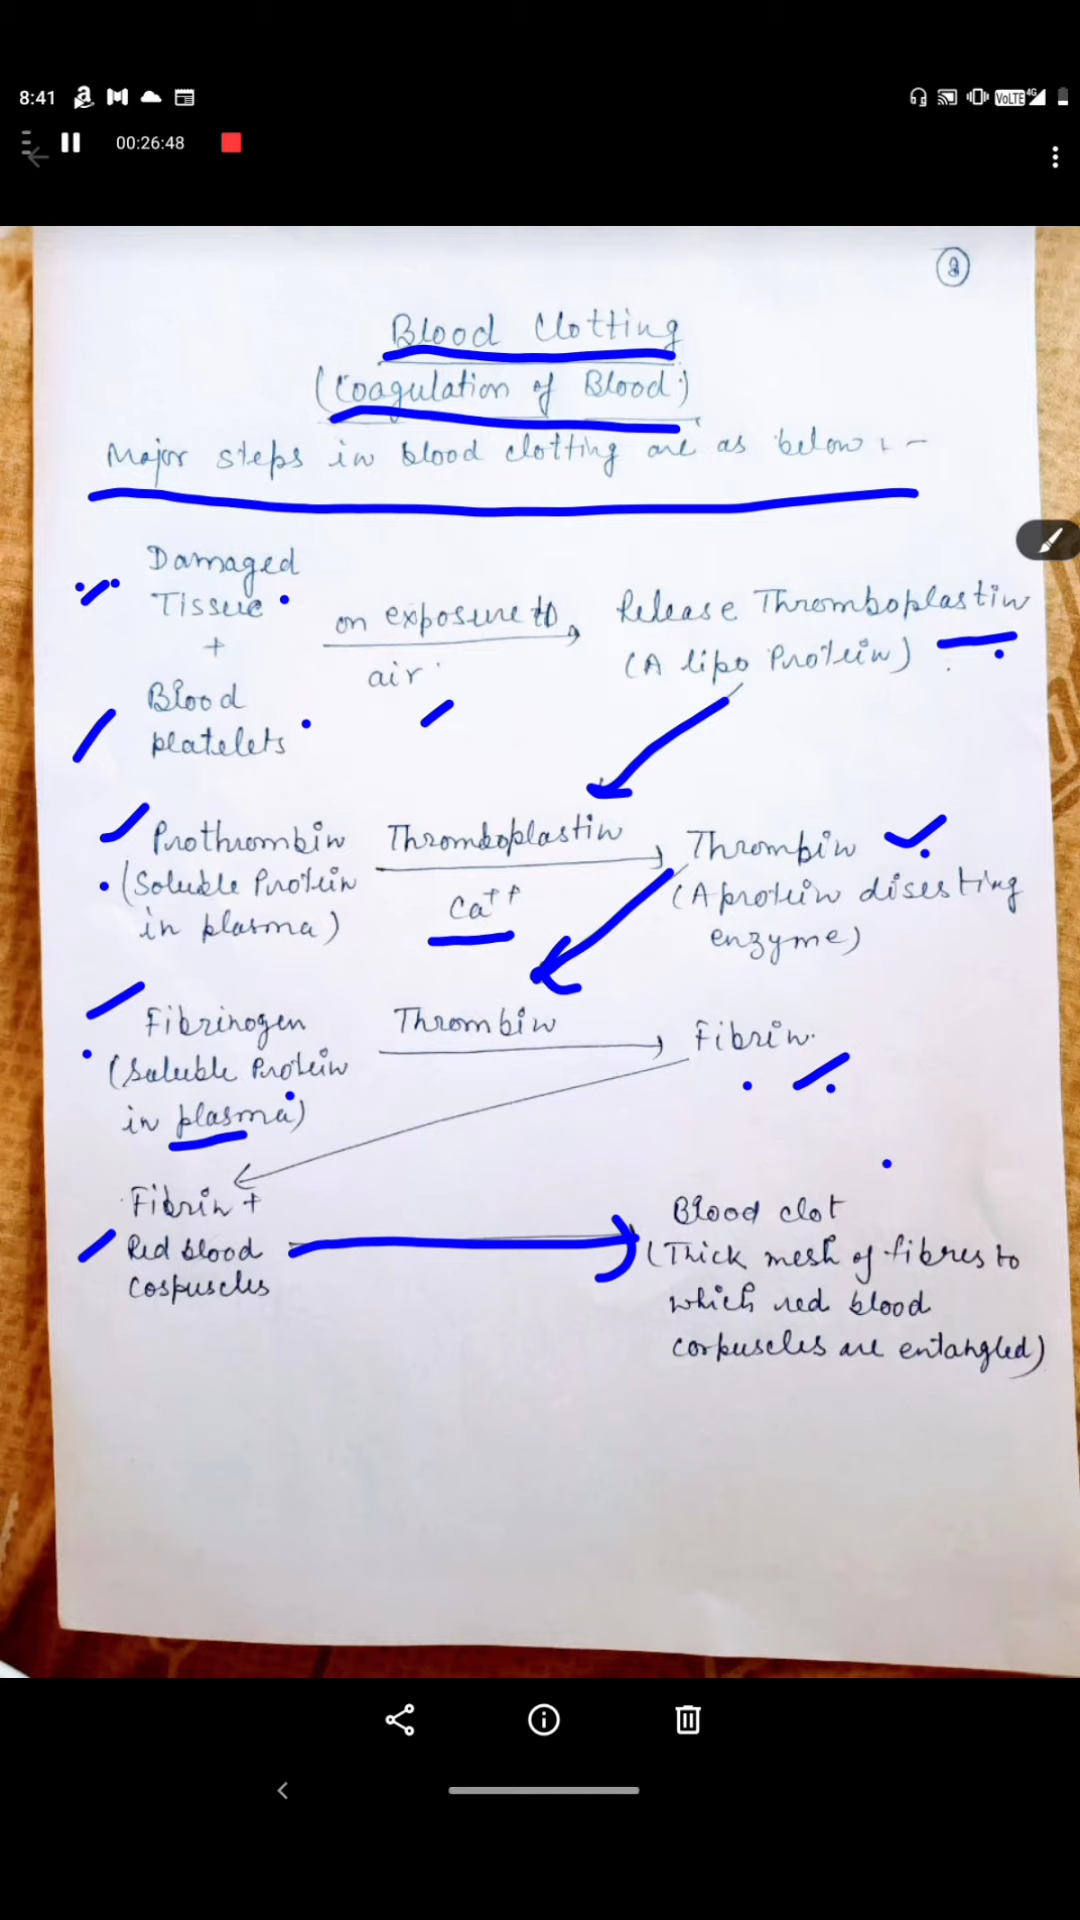 8:41
VoLTE 4G
00:26:48
3
Blood Clotting
(Coagulation of Blood)
Major steps in blood clotting are as below :-
Damaged
Tissue
+
Blood
platelets
on exposure to
air
Release Thromboplastin
(A lipo Protein)
Prothrombin
(Soluble Protein
in plasma)
Thromboplastin
Ca++
Thrombin
(A protein disesting
enzyme)
Fibrinogen
(Soluble Protein
in plasma)
Thrombin
Fibrin
Fibrin +
Red blood
Cospuscles
Blood clot
(Thick mesh of fibres to
which red blood
corpuscles are entangled)